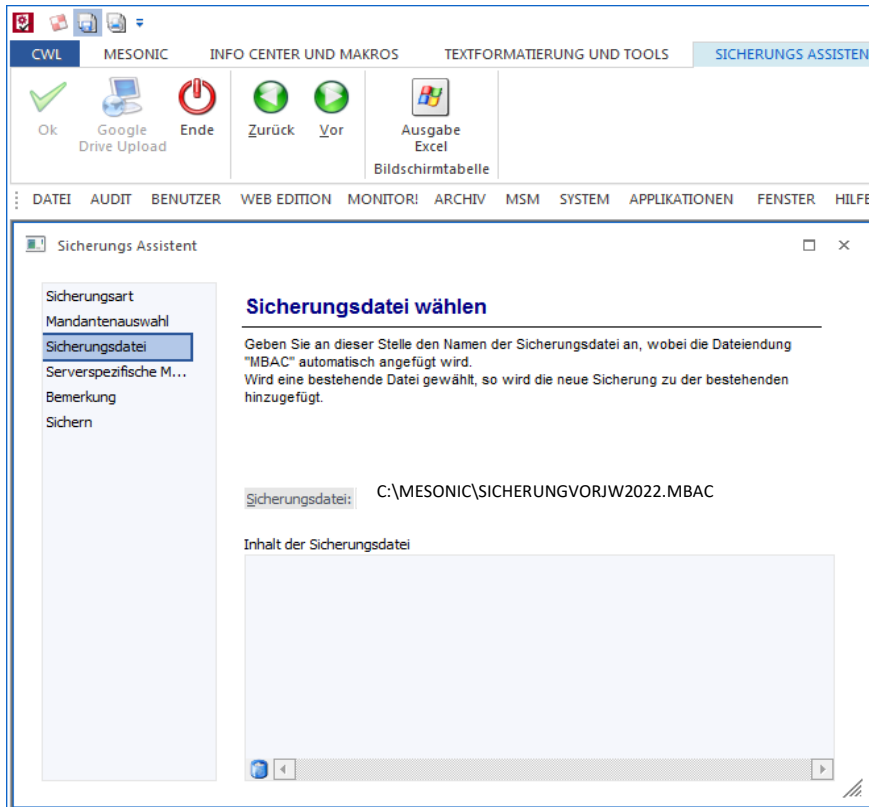 CWL MESONIC INFO CENTER UND MAKROS TEXTFORMATIERUNG UND TOOLS SICHERUNGS ASSISTEN
Ok Google Drive Upload Ende Zurück Vor Ausgabe Excel
Bildschirmtabelle
DATEI AUDIT BENUTZER WEB EDITION MONITOR! ARCHIV MSM SYSTEM APPLIKATIONEN FENSTER HILFE
Sicherungs Assistent
Sicherungsart
Mandantenauswahl
Sicherungsdatei
Serverspezifische M...
Bemerkung
Sichern
Sicherungsdatei wählen
Geben Sie an dieser Stelle den Namen der Sicherungsdatei an, wobei die Dateiendung
"MBAC" automatisch angefügt wird.
Wird eine bestehende Datei gewählt, so wird die neue Sicherung zu der bestehenden
hinzugefügt.
Sicherungsdatei: C:\MESONIC\SICHERUNGVORJW2022.MBAC
Inhalt der Sicherungsdatei